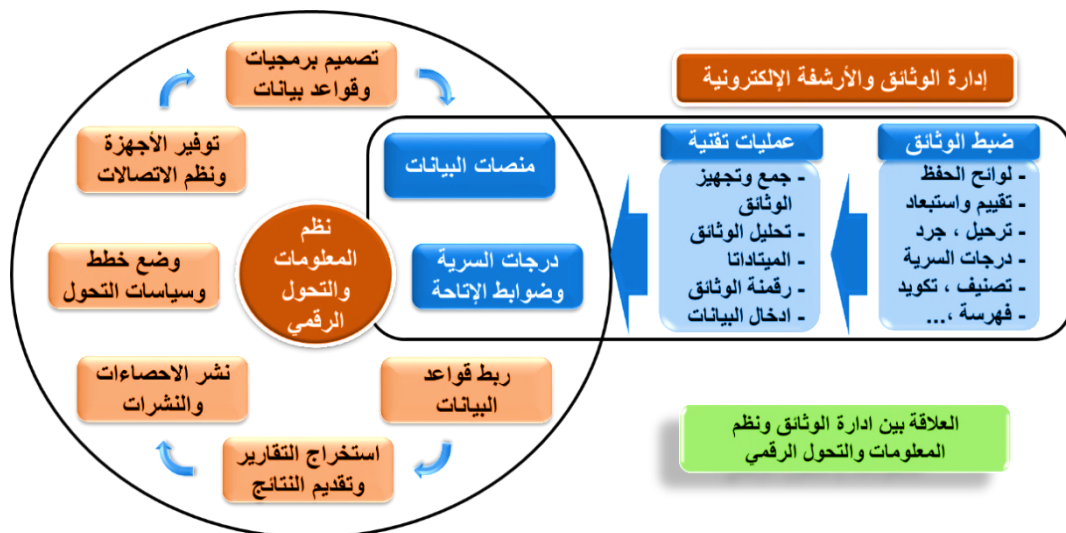 إدارة الوثائق والأرشفة الإلكترونية
ضبط الوثائق
- لوائح الحفظ
- تقييم واستبعاد
- ترحيل ، جرد
- درجات السرية
- تصنيف ، تكويد
- فهرسة ،...
عمليات تقنية
- جمع وتجهيز
الوثائق
- تحليل الوثائق
- الميتاداتا
- رقمنة الوثائق
- ادخال البيانات
منصات البيانات
درجات السرية
وضوابط الإتاحة
نظم
المعلومات
والتحول
الرقمي
تصميم برمجيات
وقواعد بيانات
توفير الأجهزة
ونظم الاتصالات
وضع خطط
وسياسات التحول
نشر الاحصاءات
والنشرات
استخراج التقارير
وتقديم النتائج
ربط قواعد
البيانات
العلاقة بين ادارة الوثائق ونظم
المعلومات والتحول الرقمي